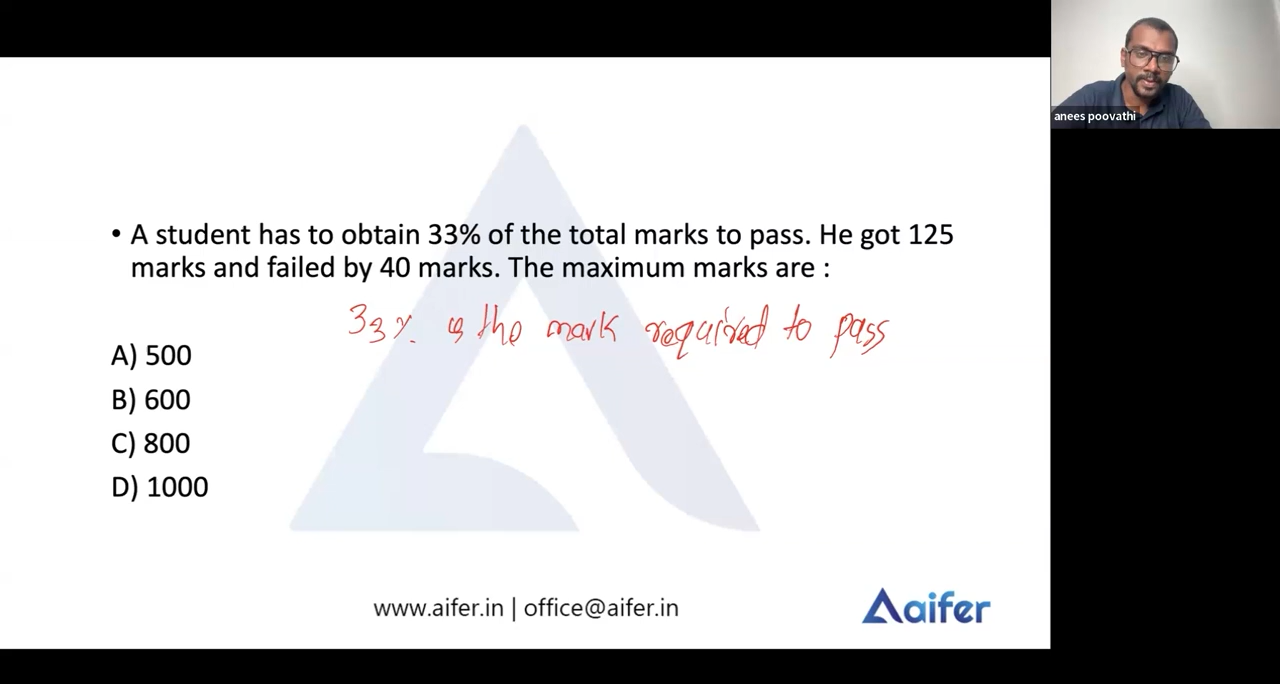 anees poovathi
• A student has to obtain 33% of the total marks to pass. He got 125
marks and failed by 40 marks. The maximum marks are :
33% is the mark required to pass
A) 500
B) 600
C) 800
D) 1000
www.aifer.in | office@aifer.in
aifer